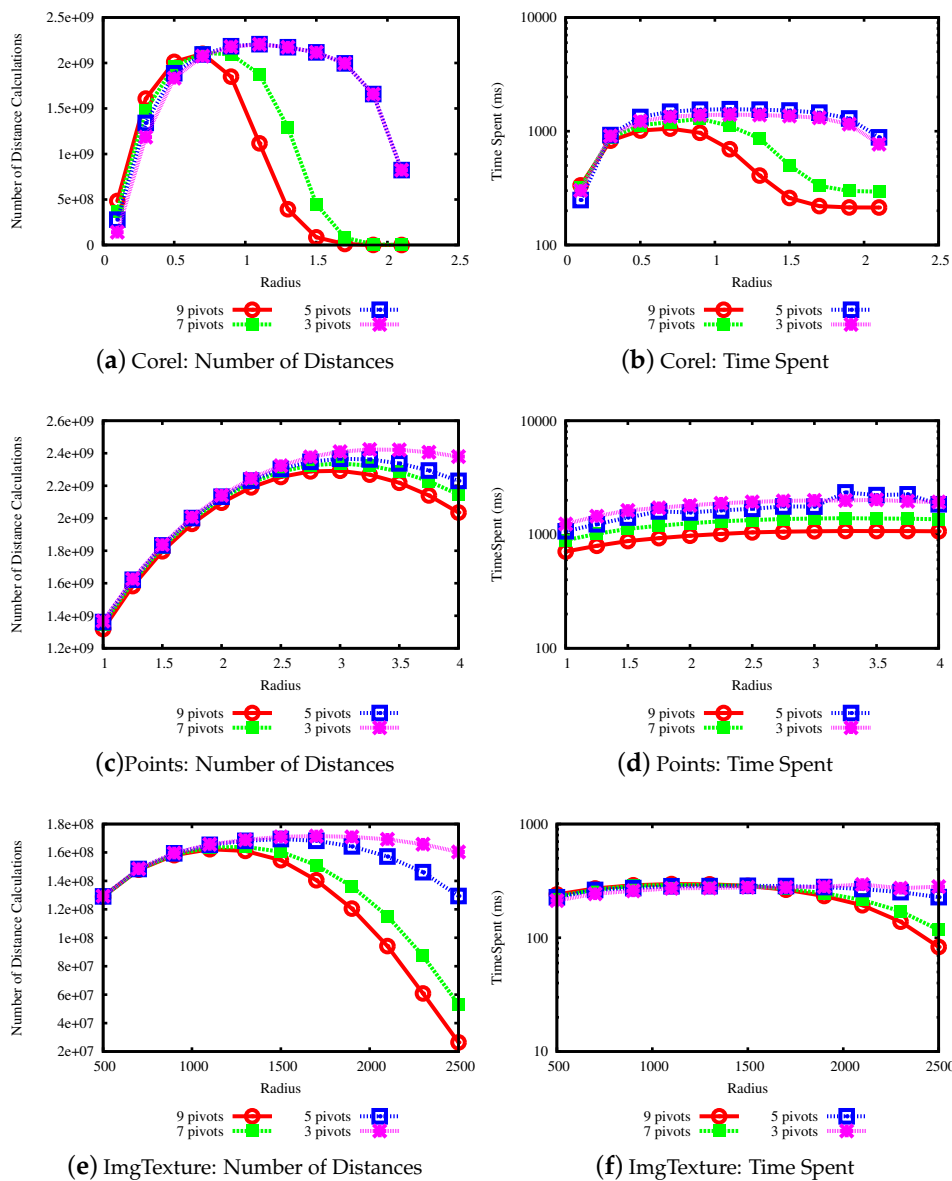 Number of Distance Calculations
2.5e+09
2e+09
1.5e+09
1e+09
5e+08
0
0 0.5 1 1.5 2 2.5
Radius
9 pivots 5 pivots
7 pivots 3 pivots
(a) Corel: Number of Distances
Time Spent (ms)
10000
1000
100
0 0.5 1 1.5 2 2.5
Radius
9 pivots 5 pivots
7 pivots 3 pivots
(b) Corel: Time Spent
Number of Distance Calculations
2.6e+09
2.4e+09
2.2e+09
2e+09
1.8e+09
1.6e+09
1.4e+09
1.2e+09
1 1.5 2 2.5 3 3.5 4
Radius
9 pivots 5 pivots
7 pivots 3 pivots
(c)Points: Number of Distances
TimeSpent (ms)
10000
1000
100
1 1.5 2 2.5 3 3.5 4
Radius
9 pivots 5 pivots
7 pivots 3 pivots
(d) Points: Time Spent
Number of Distance Calculations
1.8e+08
1.6e+08
1.4e+08
1.2e+08
1e+08
8e+07
6e+07
4e+07
2e+07
500 1000 1500 2000 2500
Radius
9 pivots 5 pivots
7 pivots 3 pivots
(e) ImgTexture: Number of Distances
TimeSpent (ms)
1000
100
10
500 1000 1500 2000 2500
Radius
9 pivots 5 pivots
7 pivots 3 pivots
(f) ImgTexture: Time Spent